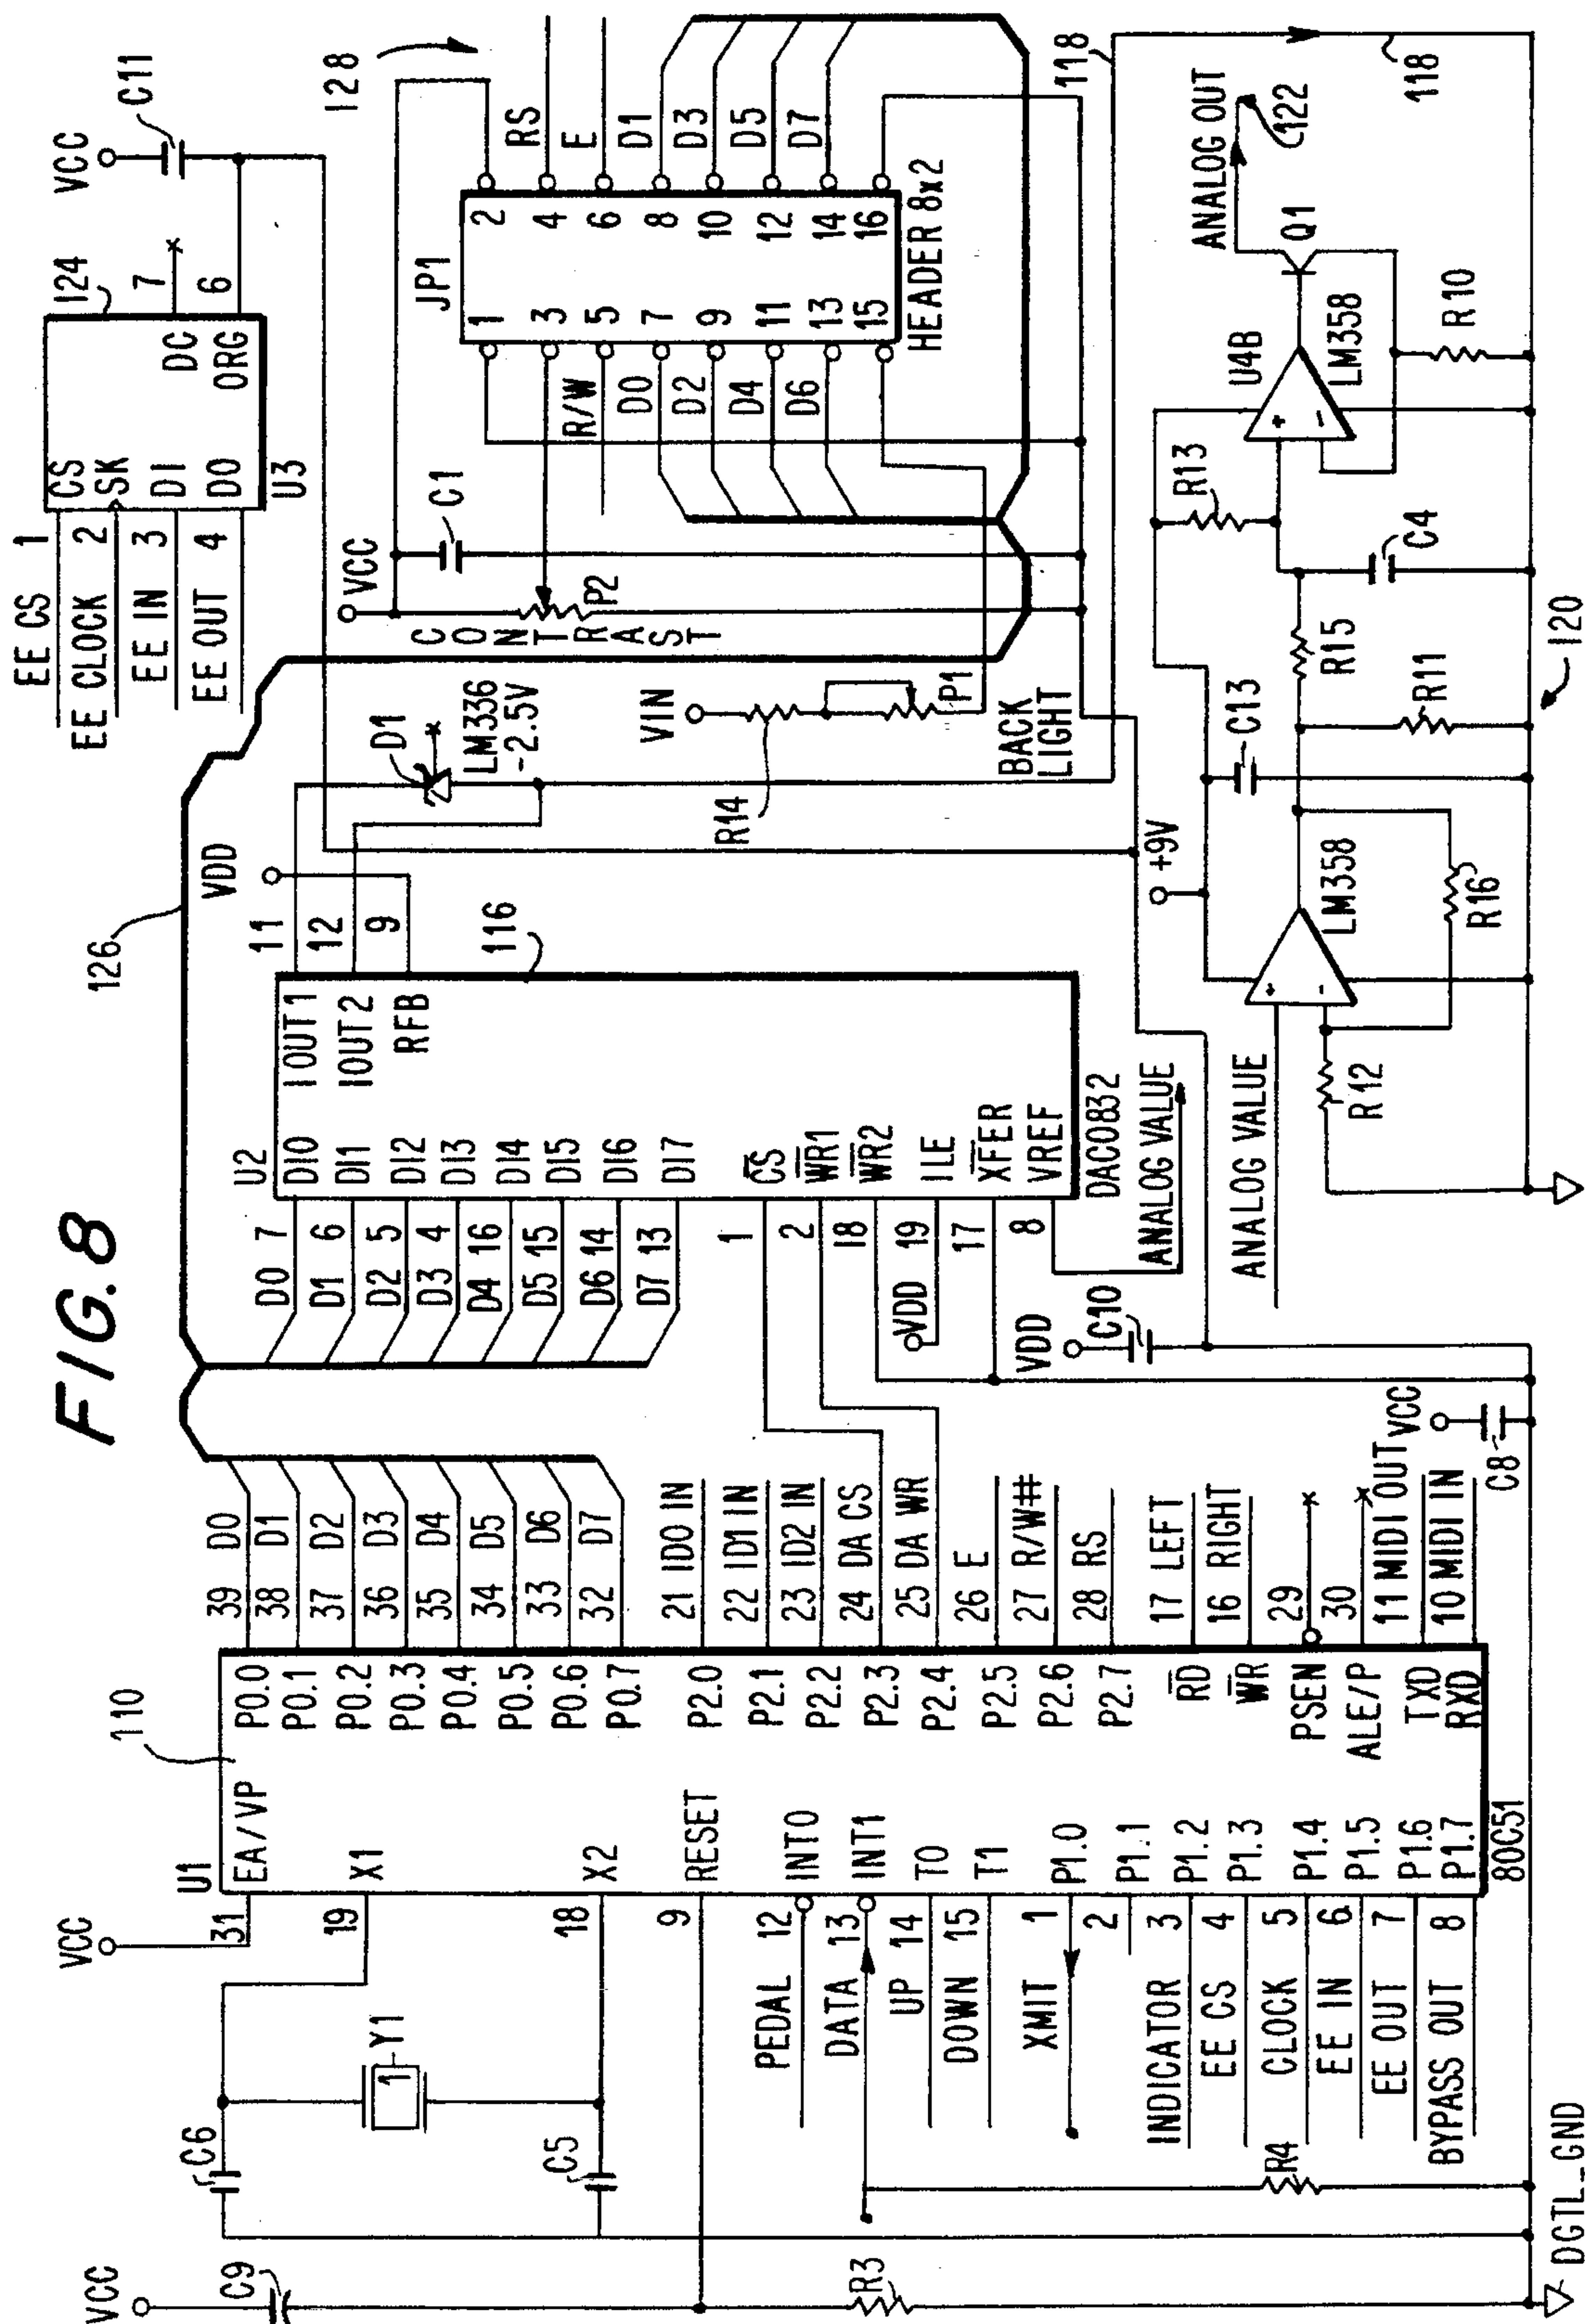 FIG.8
VCC
C9
R3
C6
C5
Y1
1
VCC
31
19
18
9
PEDAL 12
DATA 13
UP 14
DOWN 15
XMIT 1
2
INDICATOR 3
EE CS 4
CLOCK 5
EE IN 6
EE OUT 7
BYPASS OUT 8
R4
DGTL_GND
U1
110
EA/VP
X1
X2
RESET
INT0
INT1
T0
T1
P1.0
P1.1
P1.2
P1.3
P1.4
P1.5
P1.6
P1.7
80C51
P0.0
P0.1
P0.2
P0.3
P0.4
P0.5
P0.6
P0.7
P2.0
P2.1
P2.2
P2.3
P2.4
P2.5
P2.6
P2.7
RD
WR
PSEN
ALE/P
TXD
RXD
39 D0
38 D1
37 D2
36 D3
35 D4
34 D5
33 D6
32 D7
21 ID0 IN
22 ID1 IN
23 ID2 IN
24 DA CS
25 DA WR
26 E
27 R/W#
28 RS
17 LEFT
16 RIGHT
29
30
11 MIDI OUT
10 MIDI IN
VCC
C8
VDD
C10
126
D0 7
D1 6
D2 5
D3 4
D4 16
D5 15
D6 14
D7 13
1
2
18
VDD 19
17
8
ANALOG VALUE
U2
DI0
DI1
DI2
DI3
DI4
DI5
DI6
DI7
CS
WR1
WR2
ILE
XFER
VREF
DAC0832
IOUT1
IOUT2
RFB
116
11
12
9
VDD
D1
LM336
-2.5V
VIN
R14
P1
BACK
LIGHT
EE CS 1
EE CLOCK 2
EE IN 3
EE OUT 4
CS
SK
DI
DO
U3
DC
ORG
124
7
6
VCC
C11
VCC
C1
CONTRAST
P2
128
JP1
1
3
5
7
9
11
13
15
2
4
6
8
10
12
14
16
HEADER 8x2
R/W
D0
D2
D4
D6
RS
E
D1
D3
D5
D7
118
118
ANALOG VALUE
R12
LM358
R16
+9V
C13
R11
R15
C4
R13
U4B
LM358
R10
Q1
ANALOG OUT
122
120